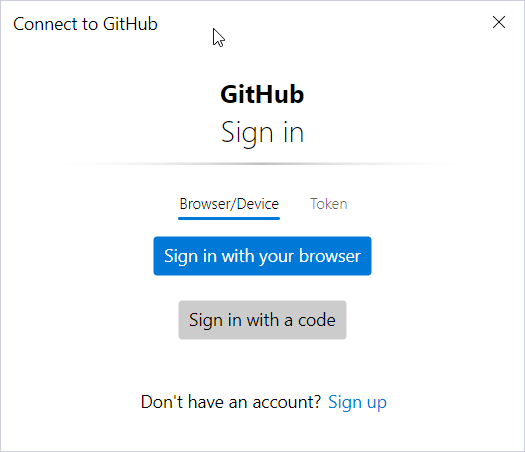 Connect to GitHub
GitHub
Sign in
Browser/Device Token
Sign in with your browser
Sign in with a code
Don't have an account? Sign up